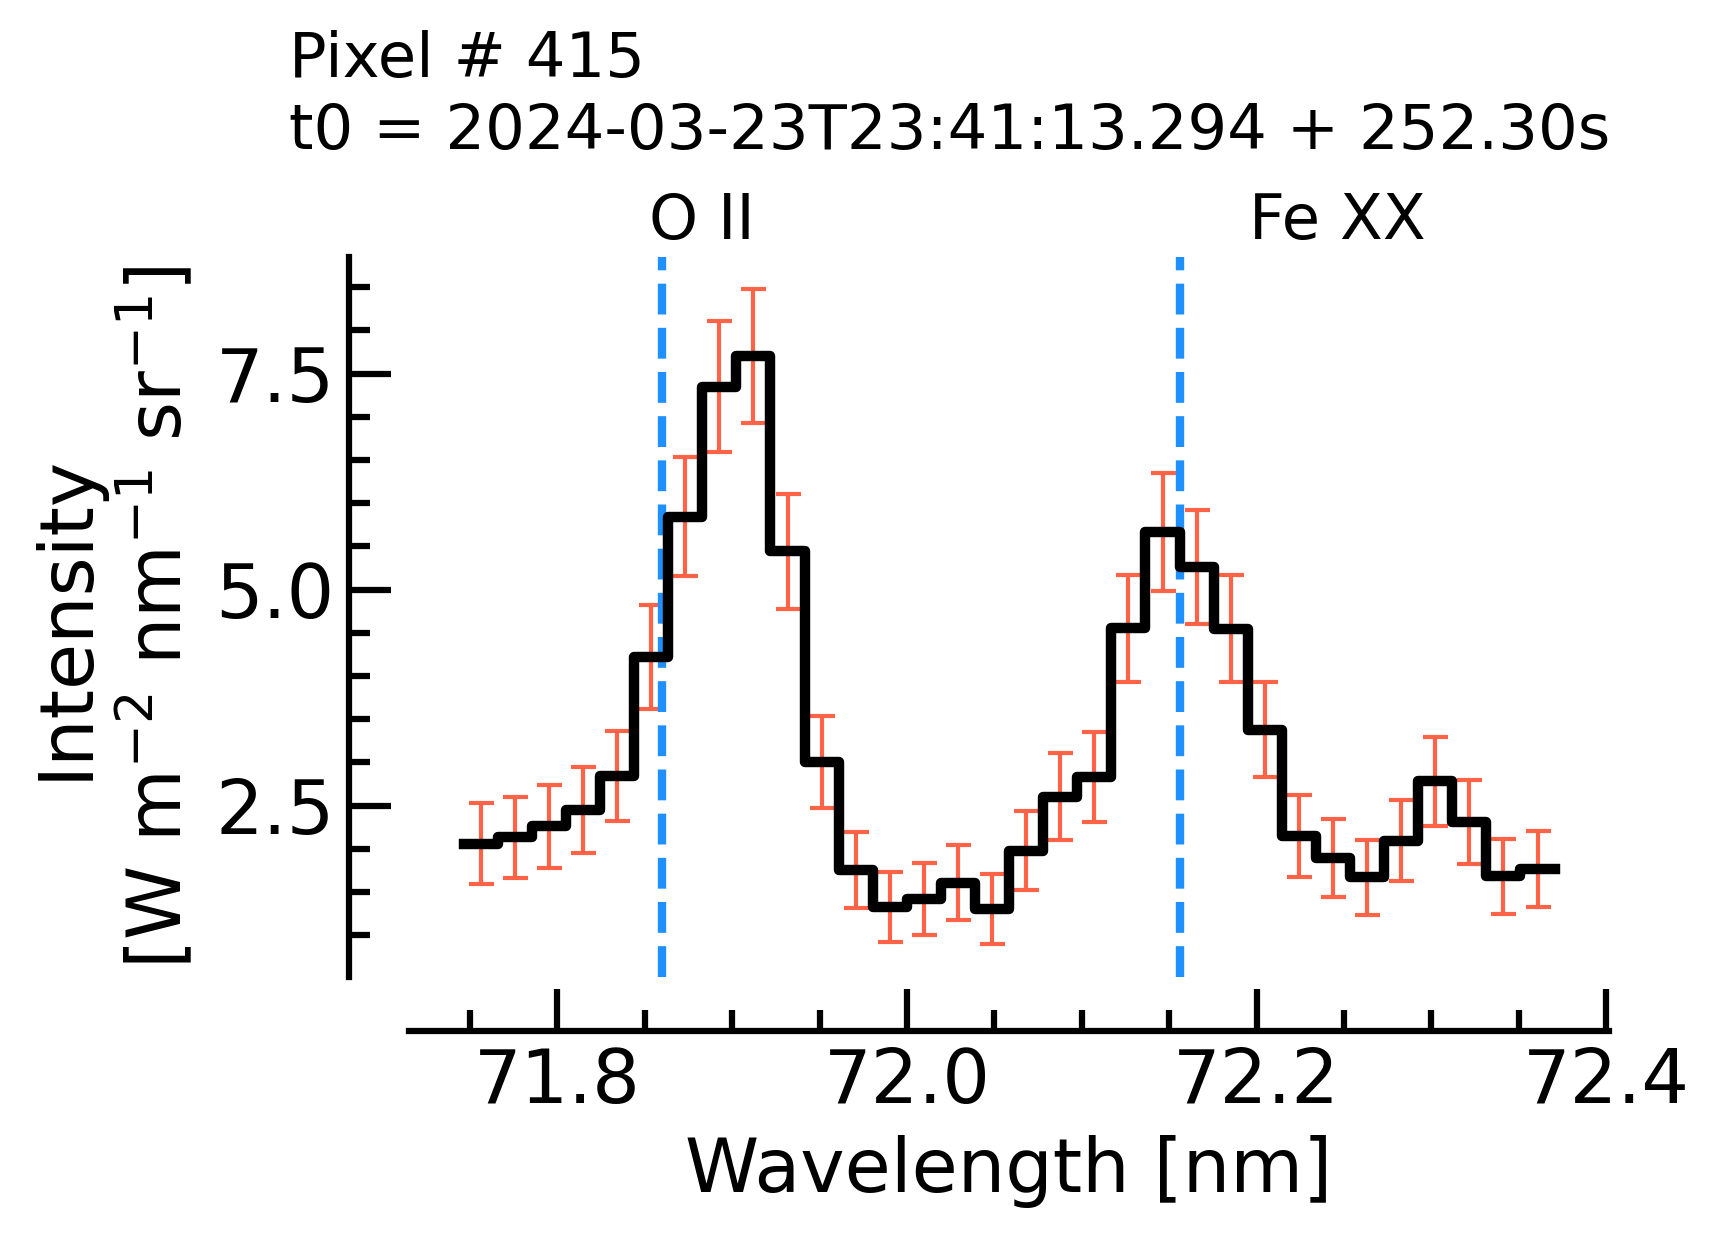 Pixel # 415
t0 = 2024-03-23T23:41:13.294 + 252.30s
O II
Fe XX
Intensity
[W m⁻² nm⁻¹ sr⁻¹]
7.5
5.0
2.5
71.8
72.0
72.2
72.4
Wavelength [nm]